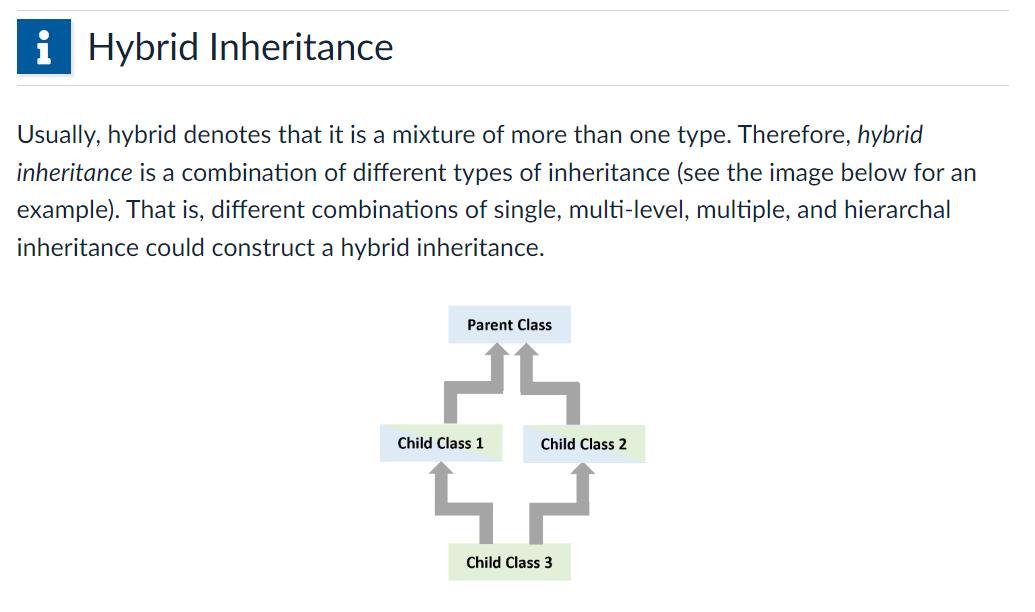 Hybrid Inheritance
Usually, hybrid denotes that it is a mixture of more than one type. Therefore, hybrid
inheritance is a combination of different types of inheritance (see the image below for an
example). That is, different combinations of single, multi-level, multiple, and hierarchal
inheritance could construct a hybrid inheritance.
Parent Class
Child Class 1
Child Class 2
Child Class 3